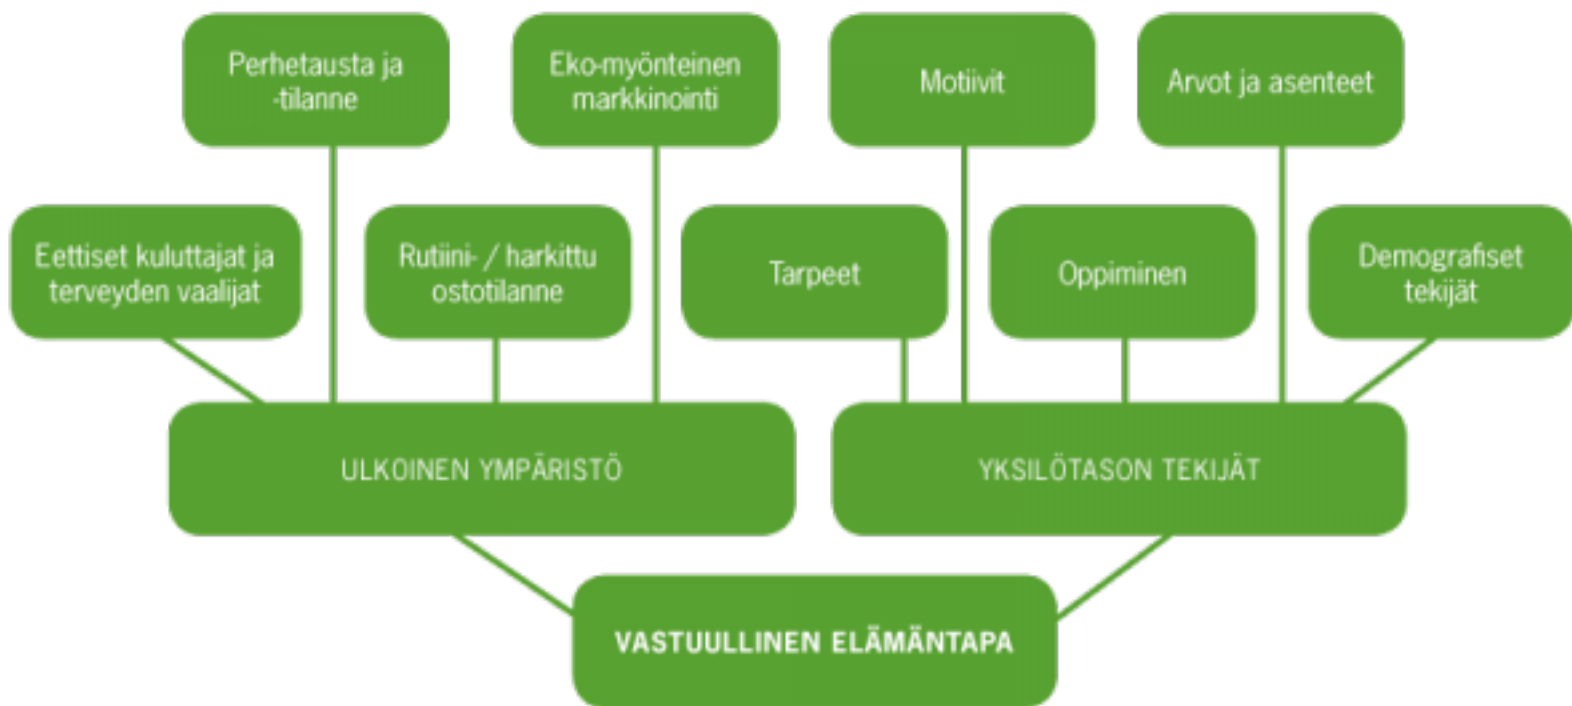 Perhetausta ja
-tilanne
Eko-myönteinen
markkinointi
Motiivit
Arvot ja asenteet
Eettiset kuluttajat ja
terveyden vaalijat
Rutiini- / harkittu
ostotilanne
Tarpeet
Oppiminen
Demografiset
tekijät
ULKOINEN YMPÄRISTÖ
YKSILÖTASON TEKIJÄT
VASTUULLINEN ELÄMÄNTAPA